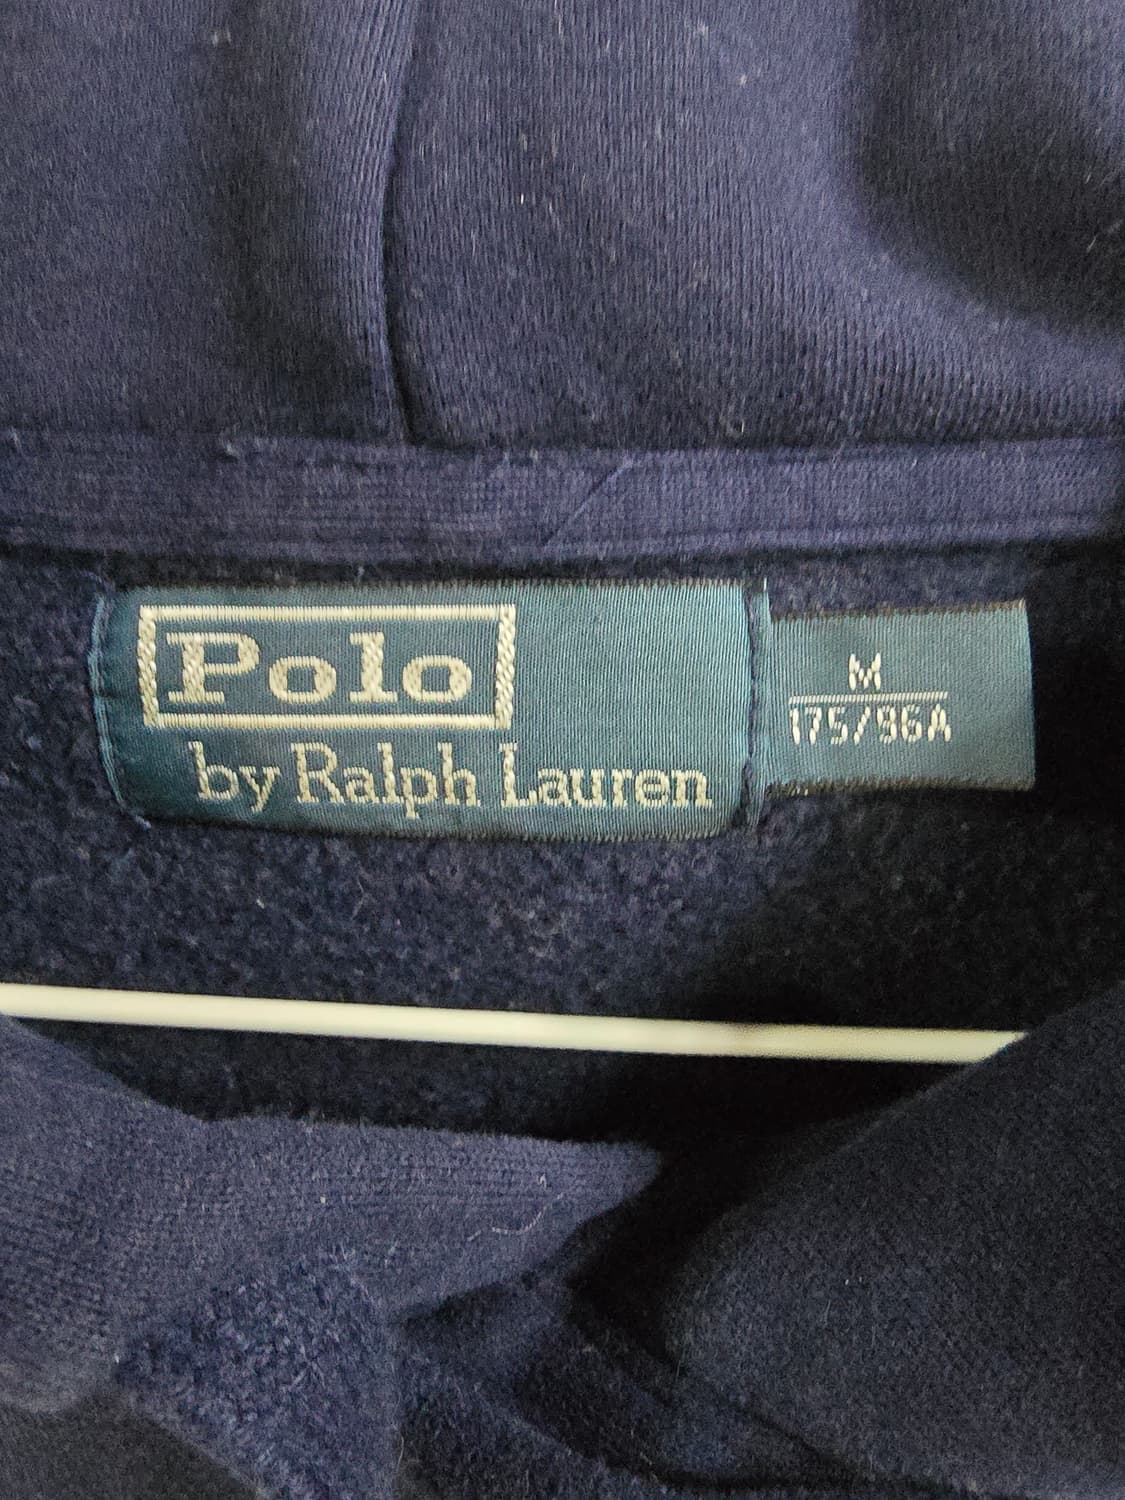 Polo
by Ralph Lauren
M
175/96A